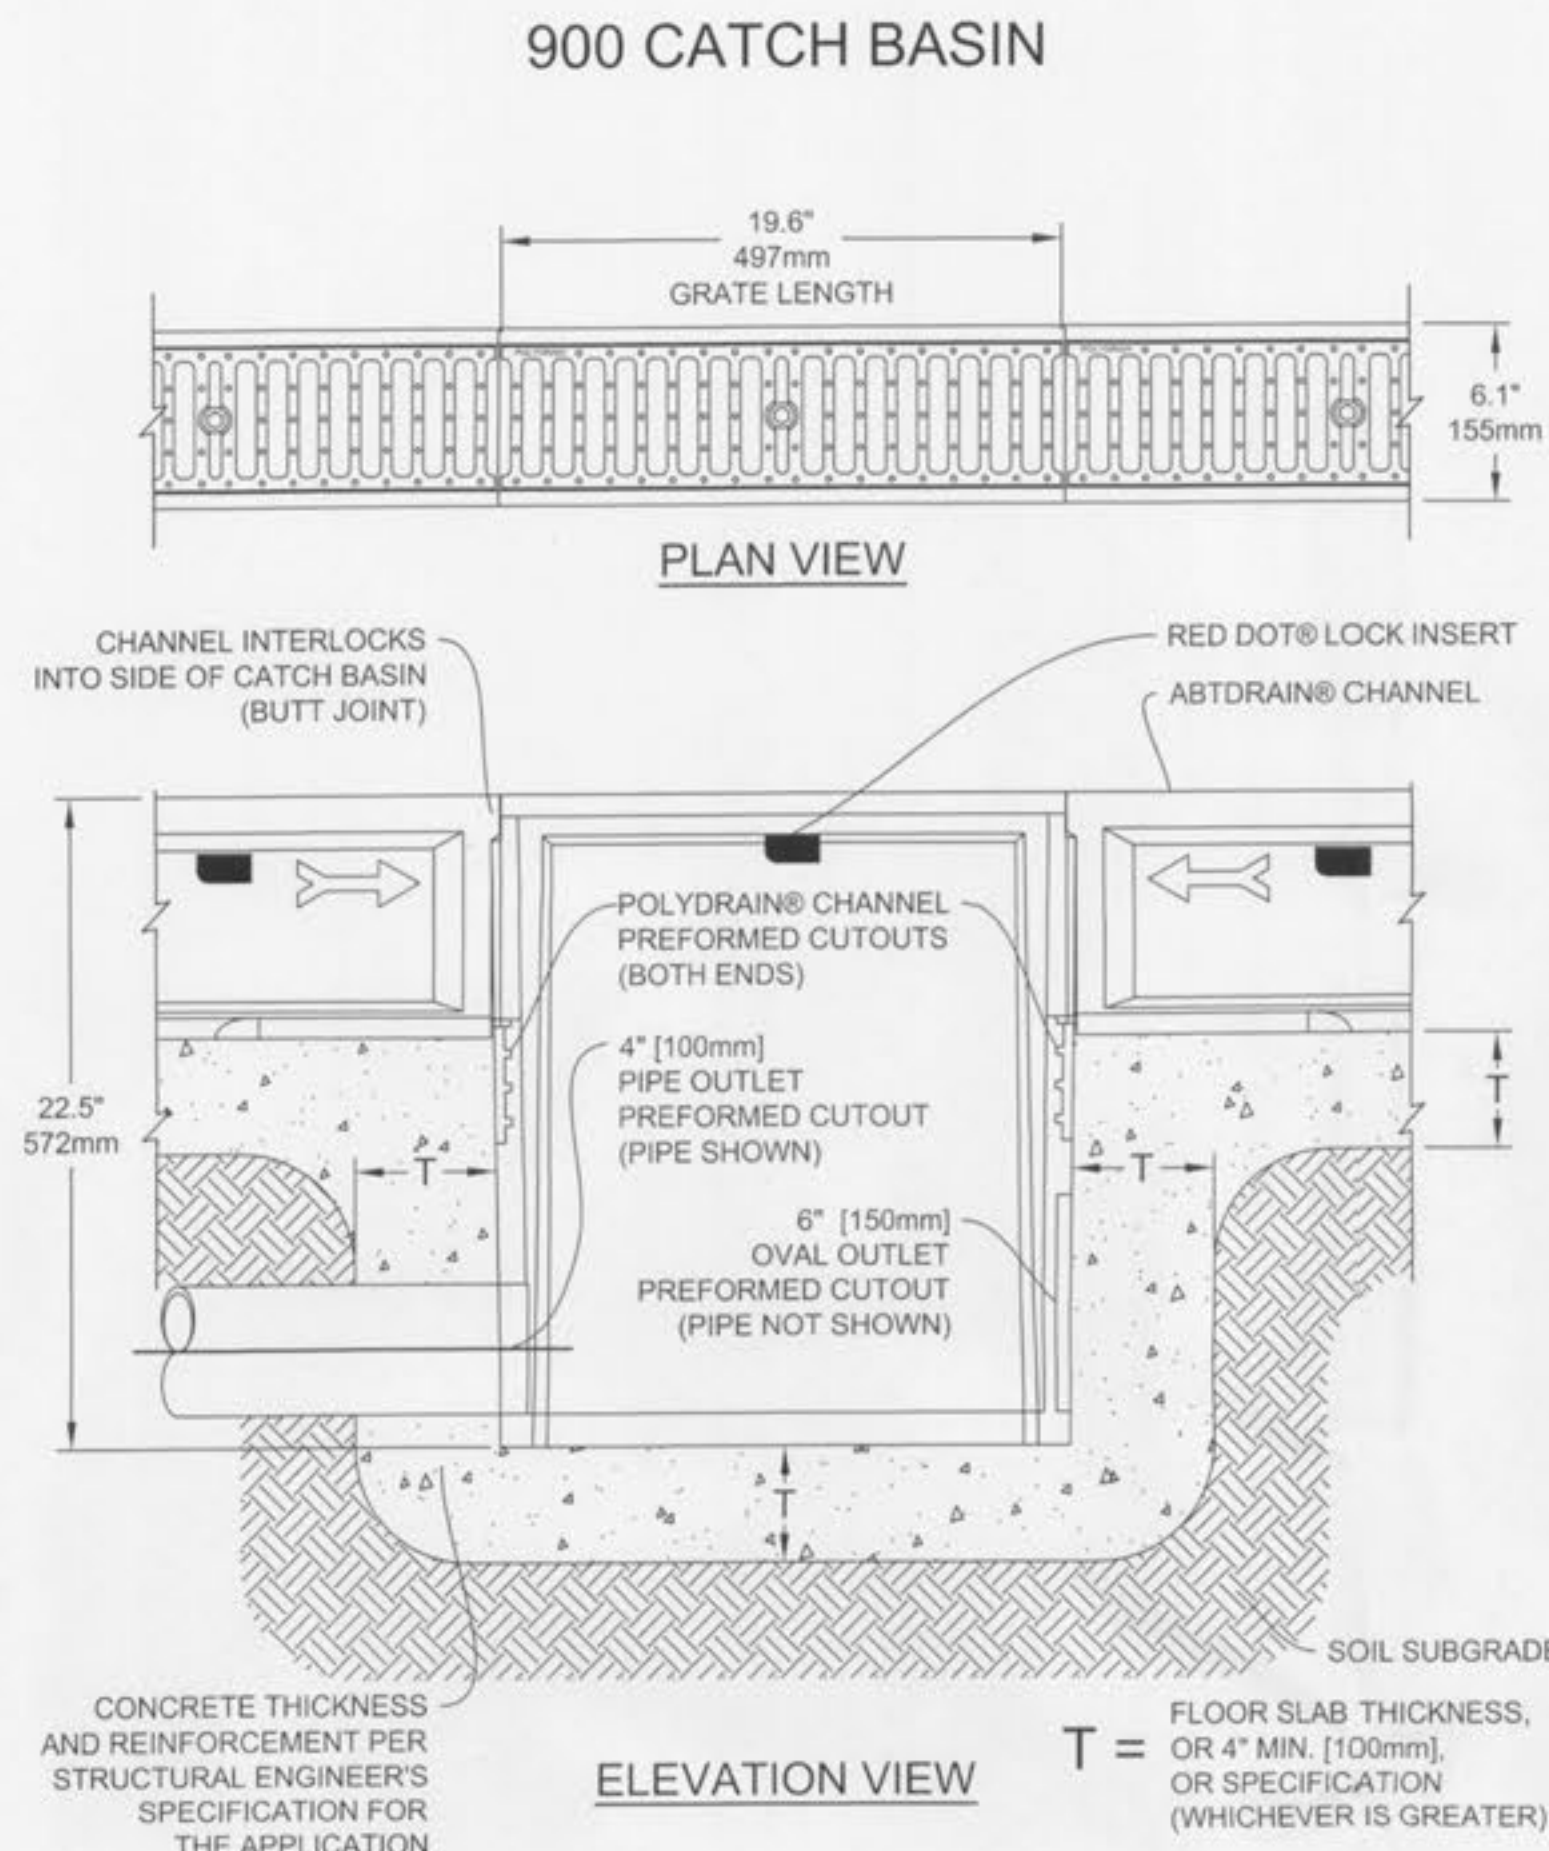 900 CATCH BASIN
19.6"
497mm
GRATE LENGTH
6.1"
155mm
PLAN VIEW
CHANNEL INTERLOCKS
INTO SIDE OF CATCH BASIN
(BUTT JOINT)
RED DOT® LOCK INSERT
ABTDRAIN® CHANNEL
POLYDRAIN® CHANNEL
PREFORMED CUTOUTS
(BOTH ENDS)
4" [100mm]
PIPE OUTLET
PREFORMED CUTOUT
(PIPE SHOWN)
22.5"
572mm
T
T
T
6" [150mm]
OVAL OUTLET
PREFORMED CUTOUT
(PIPE NOT SHOWN)
T
SOIL SUBGRADE
CONCRETE THICKNESS
AND REINFORCEMENT PER
STRUCTURAL ENGINEER'S
SPECIFICATION FOR
THE APPLICATION
ELEVATION VIEW
T =
FLOOR SLAB THICKNESS,
OR 4" MIN. [100mm],
OR SPECIFICATION
(WHICHEVER IS GREATER)